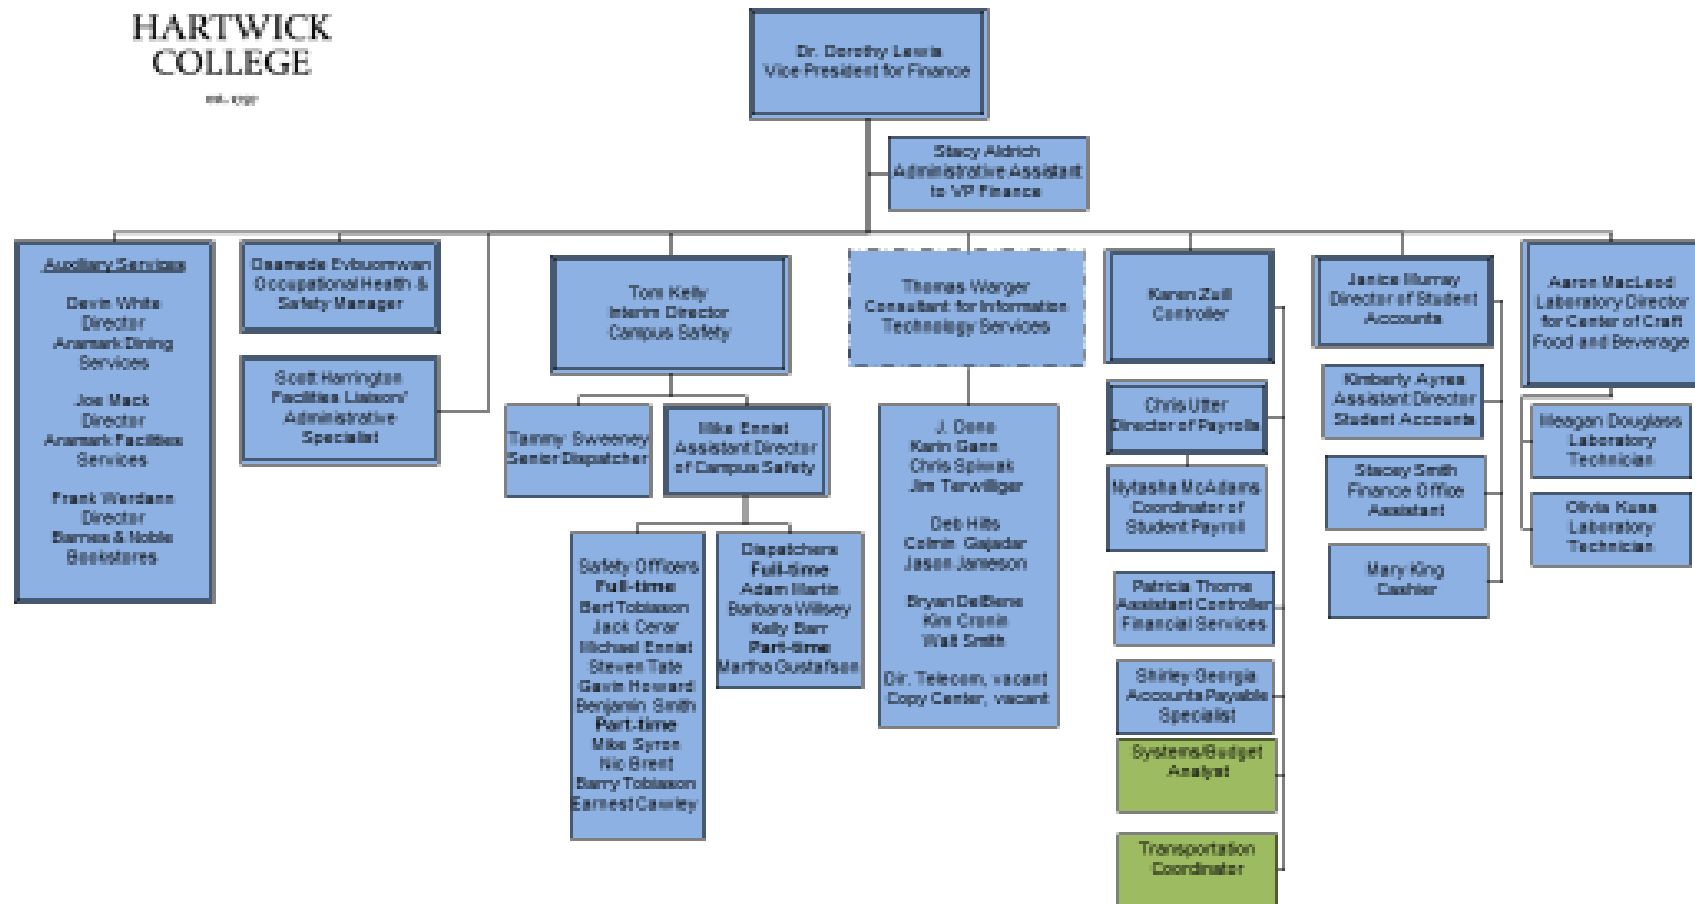 HARTWICK
COLLEGE
Dr. Dorothy Lewis
Vice President for Finance
Stacy Aldrich
Administrative Assistant
to VP Finance
Auxiliary Services
Devin White
Director
Aramark Dining
Services
Joe Mack
Director
Aramark Facilities
Services
Frank Werdann
Director
Barnes & Noble
Bookstores
Osamede Evbuomwan
Occupational Health &
Safety Manager
Scott Harrington
Facilities Liaison/
Administrative
Specialist
Tom Kelly
Interim Director
Campus Safety
Tammy Sweeney
Senior Dispatcher
Mike Ennist
Assistant Director
of Campus Safety
Safety Officers
Full-time
Bert Tobiason
Jack Cerar
Michael Ennist
Steven Tate
Gavin Howard
Benjamin Smith
Part-time
Mike Syron
Nic Brent
Barry Tobiason
Earnest Cawley
Dispatchers
Full-time
Adam Martin
Barbara Willsey
Kelly Barr
Part-time
Martha Gustafson
Thomas Warger
Consultant for Information
Technology Services
J. Dono
Karin Gann
Chris Spiwak
Jim Terwilliger
Deb Hilts
Colmin Gajadar
Jason Jameson
Bryan DelBene
Kim Cronin
Walt Smith
Dir. Telecom, vacant
Copy Center, vacant
Karen Zuill
Controller
Chris Utter
Director of Payrolls
Nytasha McAdams
Coordinator of
Student Payroll
Patricia Thorne
Assistant Controller
Financial Services
Shirley Georgia
Accounts Payable
Specialist
Systems/Budget
Analyst
Transportation
Coordinator
Janice Murray
Director of Student
Accounts
Kimberly Ayres
Assistant Director
Student Accounts
Stacey Smith
Finance Office
Assistant
Mary King
Cashier
Aaron MacLeod
Laboratory Director
for Center of Craft
Food and Beverage
Meagan Douglass
Laboratory
Technician
Olivia Kuss
Laboratory
Technician